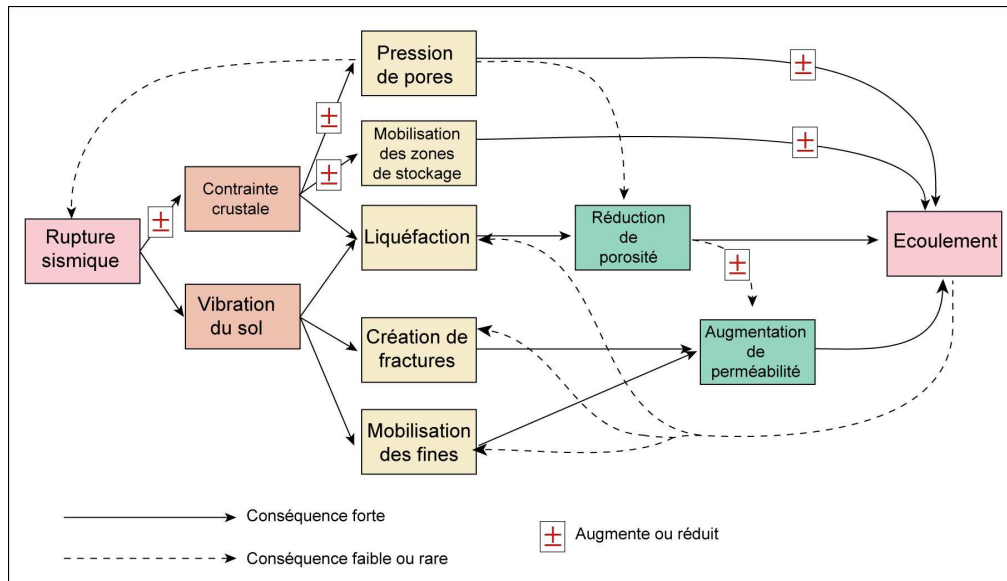 Pression
de pores
±
±
Mobilisation
des zones
de stockage
±
±
Contrainte
crustale
±
Rupture
sismique
Liquéfaction
Réduction
de
porosité
Ecoulement
±
Vibration
du sol
Création de
fractures
Augmentation
de
perméabilité
Mobilisation
des fines
Conséquence forte
± Augmente ou réduit
Conséquence faible ou rare